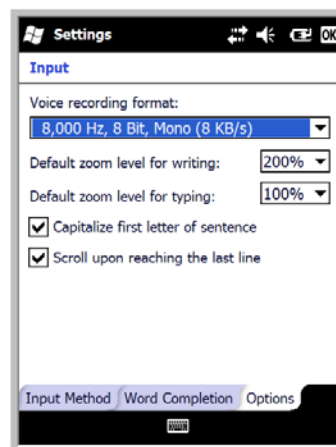 Settings
OK
Input
Voice recording format:
8,000 Hz, 8 Bit, Mono (8 KB/s)
Default zoom level for writing: 200%
Default zoom level for typing: 100%
Capitalize first letter of sentence
Scroll upon reaching the last line
Input Method Word Completion Options